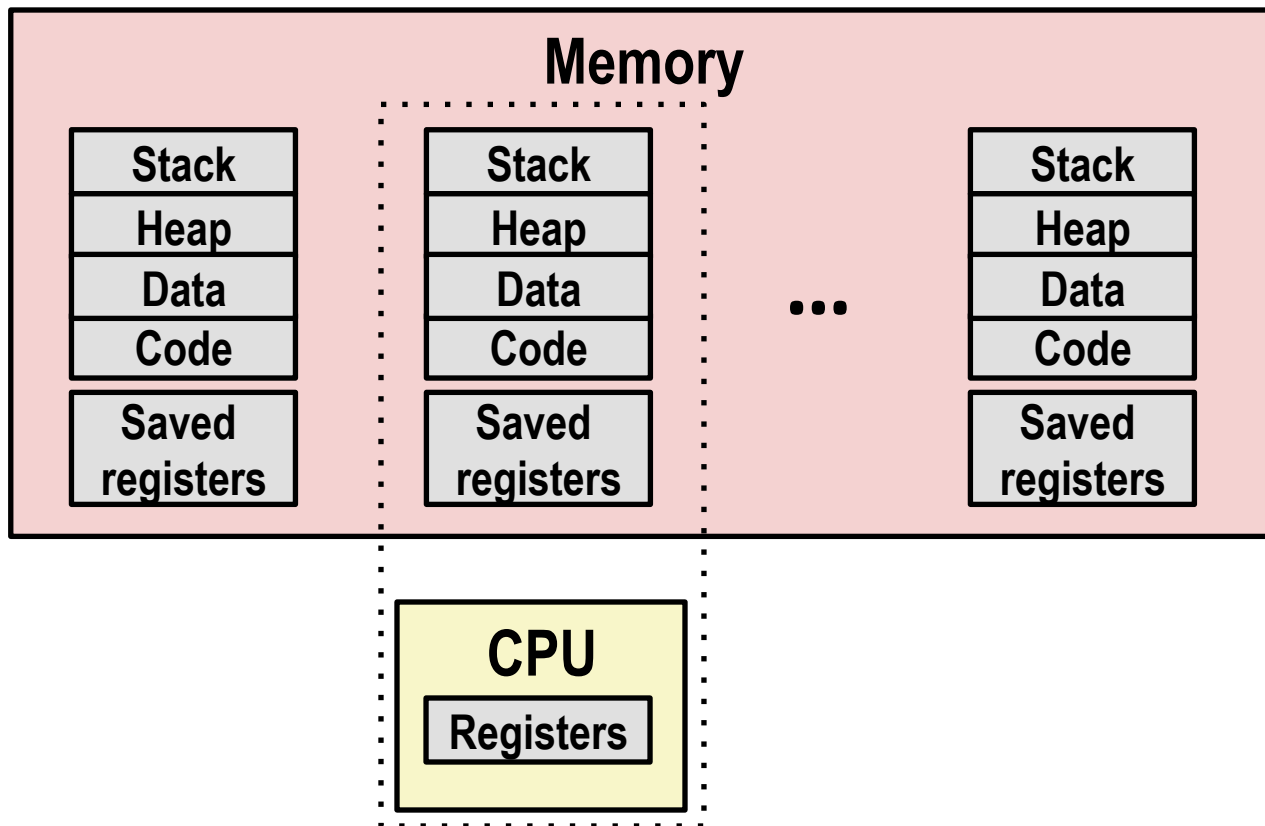 Memory
Stack
Heap
Data
Code
Saved
registers
Stack
Heap
Data
Code
Saved
registers
...
Stack
Heap
Data
Code
Saved
registers
CPU
Registers